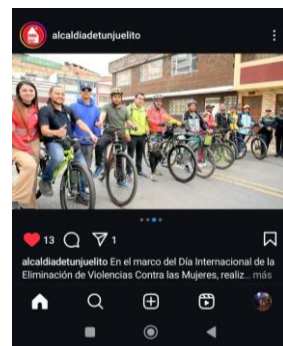 alcaldiadetunjuelito
13
1
alcaldiadetunjuelito En el marco del Día Internacional de la
Eliminación de Violencias Contra las Mujeres, realiz... más